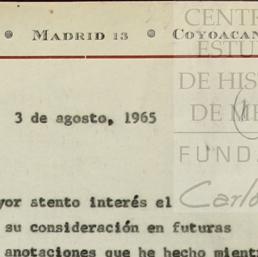 • MADRID 13 • COYOACAN
CENTR
ESTU
DE HIS
DE ME
FUND
3 de agosto, 1965
Carlo
yor atento interés el
su consideración en futuras
anotaciones que he hecho mient